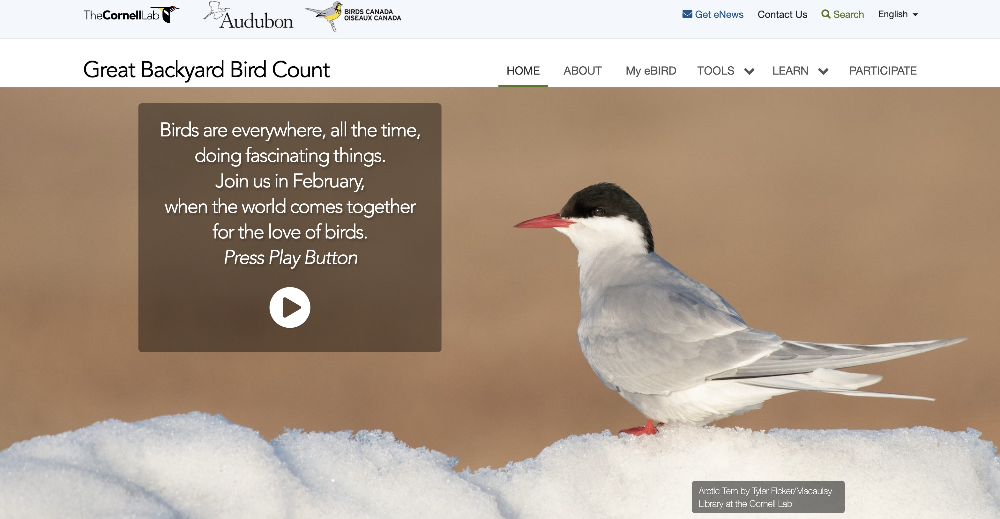 TheCornellLab
Audubon
BIRDS CANADA
OISEAUX CANADA
Get eNews
Contact Us
Search
English
Great Backyard Bird Count
HOME
ABOUT
My eBIRD
TOOLS
LEARN
PARTICIPATE
Birds are everywhere, all the time,
doing fascinating things.
Join us in February,
when the world comes together
for the love of birds.
Press Play Button
Arctic Tern by Tyler Ficker/Macaulay
Library at the Cornell Lab